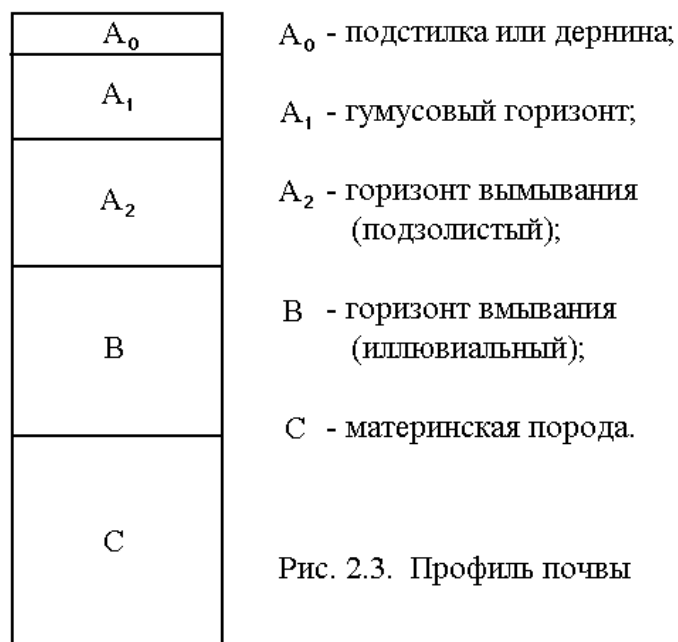 A₀
A₀ - подстилка или дернина;
A₁
A₁ - гумусовый горизонт;
A₂
A₂ - горизонт вымывания
(подзолистый);
B
B - горизонт вмывания
(иллювиальный);
C - материнская порода.
C
Рис. 2.3. Профиль почвы